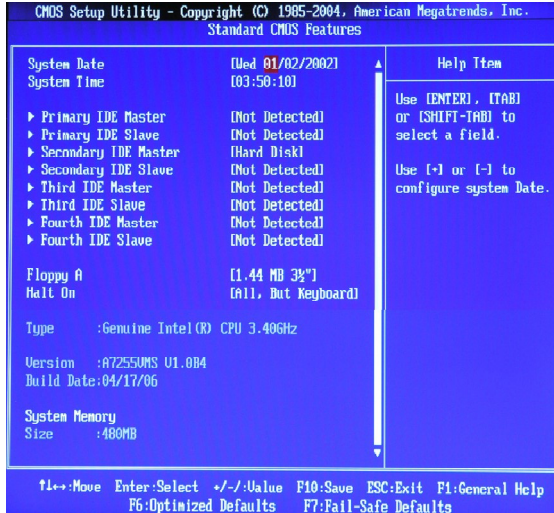 CMOS Setup Utility - Copyright (C) 1985-2004, American Megatrends, Inc.
Standard CMOS Features
System Date [Wed 01/02/2002]
System Time [03:50:10]
▶ Primary IDE Master [Not Detected]
▶ Primary IDE Slave [Not Detected]
▶ Secondary IDE Master [Hard Disk]
▶ Secondary IDE Slave [Not Detected]
▶ Third IDE Master [Not Detected]
▶ Third IDE Slave [Not Detected]
▶ Fourth IDE Master [Not Detected]
▶ Fourth IDE Slave [Not Detected]
Floppy A [1.44 MB 3½"]
Halt On [All, But Keyboard]
Type :Genuine Intel(R) CPU 3.40GHz
Version :A7255VMS V1.0B4
Build Date:04/17/06
System Memory
Size :480MB
Help Item
Use [ENTER], [TAB]
or [SHIFT-TAB] to
select a field.
Use [+] or [-] to
configure system Date.
↑↓↔:Move Enter:Select +/-/:Value F10:Save ESC:Exit F1:General Help
F6:Optimized Defaults F7:Fail-Safe Defaults